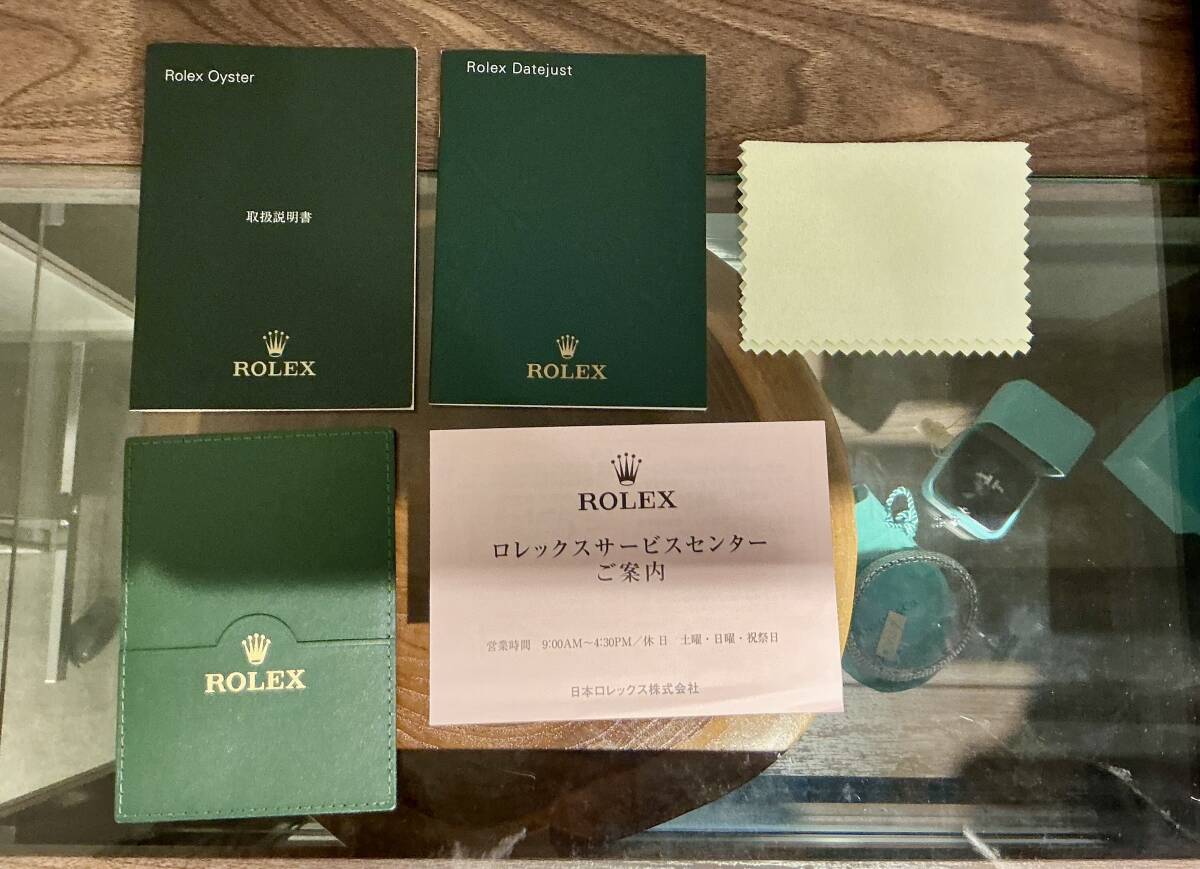 Rolex Oyster
取扱説明書
ROLEX
Rolex Datejust
ROLEX
ROLEX
ROLEX
ロレックスサービスセンター
ご案内
営業時間 9:00AM～4:30PM／休日 土曜・日曜・祝祭日
日本ロレックス株式会社